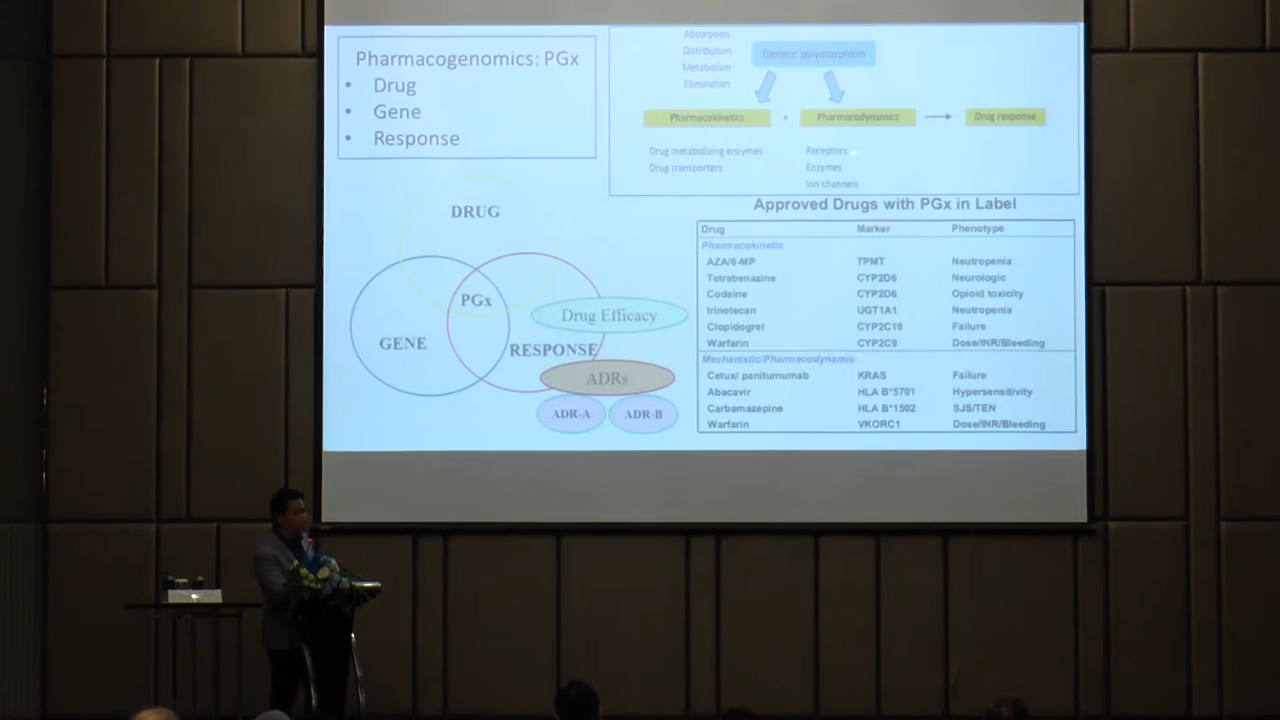 Pharmacogenomics: PGx
• Drug
• Gene
• Response
Absorption
Distribution
Metabolism
Elimination
Genetic polymorphism
Pharmacokinetics + Pharmacodynamics Drug response
Drug metabolizing enzymes
Drug transporters
Receptors
Enzymes
Ion channels
DRUG
PGx
GENE
RESPONSE
Drug Efficacy
ADRs
ADR-A ADR-B
Approved Drugs with PGx in Label
Drug Marker Phenotype
Pharmacokinetic
AZA/6-MP TPMT Neutropenia
Tetrabenazine CYP2D6 Neurologic
Codeine CYP2D6 Opioid toxicity
Irinotecan UGT1A1 Neutropenia
Clopidogrel CYP2C19 Failure
Warfarin CYP2C9 Dose/INR/Bleeding
Mechanistic/Pharmacodynamic
Cetux/ panitumumab KRAS Failure
Abacavir HLA B*5701 Hypersensitivity
Carbamazepine HLA B*1502 SJS/TEN
Warfarin VKORC1 Dose/INR/Bleeding